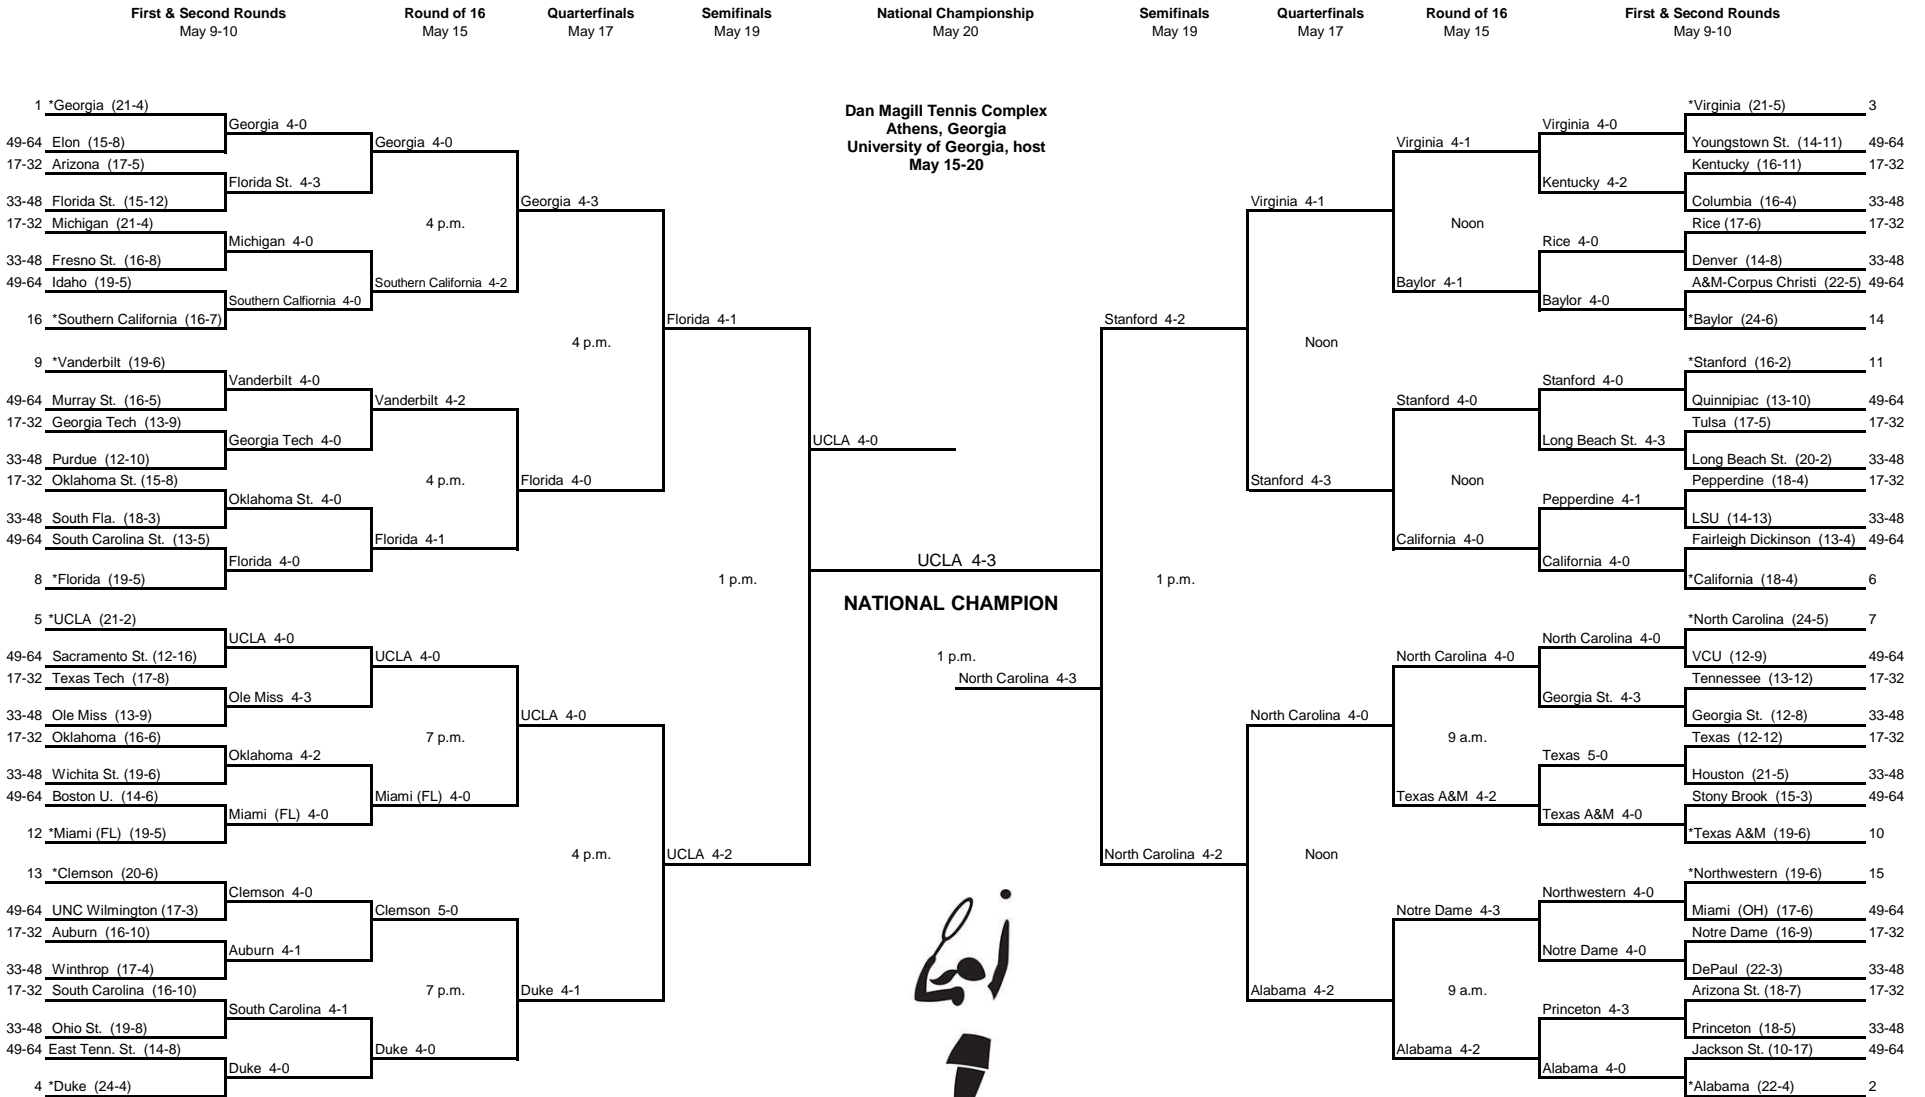 First & Second Rounds Round of 16 Quarterfinals Semifinals National Championship Semifinals Quarterfinals Round of 16 First & Second Rounds
May 9-10 May 15 May 17 May 19 May 20 May 19 May 17 May 15 May 9-10
Dan Magill Tennis Complex
Athens, Georgia
University of Georgia, host
May 15-20
1 *Georgia (21-4)
Georgia 4-0
49-64 Elon (15-8)
Georgia 4-0
17-32 Arizona (17-5)
Florida St. 4-3
33-48 Florida St. (15-12)
Georgia 4-3
17-32 Michigan (21-4)
4 p.m.
Michigan 4-0
33-48 Fresno St. (16-8)
49-64 Idaho (19-5)
Southern California 4-2
Southern Calfiornia 4-0
16 *Southern California (16-7)
Florida 4-1
4 p.m.
9 *Vanderbilt (19-6)
Vanderbilt 4-0
49-64 Murray St. (16-5)
Vanderbilt 4-2
17-32 Georgia Tech (13-9)
Georgia Tech 4-0
UCLA 4-0
33-48 Purdue (12-10)
17-32 Oklahoma St. (15-8)
4 p.m.
Florida 4-0
Oklahoma St. 4-0
33-48 South Fla. (18-3)
49-64 South Carolina St. (13-5)
Florida 4-1
Florida 4-0
8 *Florida (19-5)
1 p.m.
5 *UCLA (21-2)
UCLA 4-0
49-64 Sacramento St. (12-16)
UCLA 4-0
17-32 Texas Tech (17-8)
Ole Miss 4-3
33-48 Ole Miss (13-9)
UCLA 4-0
17-32 Oklahoma (16-6)
7 p.m.
Oklahoma 4-2
33-48 Wichita St. (19-6)
49-64 Boston U. (14-6)
Miami (FL) 4-0
Miami (FL) 4-0
12 *Miami (FL) (19-5)
4 p.m.
UCLA 4-2
13 *Clemson (20-6)
Clemson 4-0
49-64 UNC Wilmington (17-3)
Clemson 5-0
17-32 Auburn (16-10)
Auburn 4-1
33-48 Winthrop (17-4)
17-32 South Carolina (16-10)
7 p.m.
Duke 4-1
South Carolina 4-1
33-48 Ohio St. (19-8)
49-64 East Tenn. St. (14-8)
Duke 4-0
Duke 4-0
4 *Duke (24-4)
UCLA 4-3
NATIONAL CHAMPION
1 p.m.
North Carolina 4-3
*Virginia (21-5) 3
Virginia 4-0
Youngstown St. (14-11) 49-64
Virginia 4-1
Kentucky (16-11) 17-32
Kentucky 4-2
Columbia (16-4) 33-48
Virginia 4-1
Rice (17-6) 17-32
Noon
Rice 4-0
Denver (14-8) 33-48
A&M-Corpus Christi (22-5) 49-64
Baylor 4-1
Baylor 4-0
*Baylor (24-6) 14
Stanford 4-2
Noon
*Stanford (16-2) 11
Stanford 4-0
Quinnipiac (13-10) 49-64
Stanford 4-0
Tulsa (17-5) 17-32
Long Beach St. 4-3
Long Beach St. (20-2) 33-48
Pepperdine (18-4) 17-32
Noon
Stanford 4-3
Pepperdine 4-1
LSU (14-13) 33-48
Fairleigh Dickinson (13-4) 49-64
California 4-0
California 4-0
*California (18-4) 6
1 p.m.
*North Carolina (24-5) 7
North Carolina 4-0
VCU (12-9) 49-64
North Carolina 4-0
Tennessee (13-12) 17-32
Georgia St. 4-3
Georgia St. (12-8) 33-48
North Carolina 4-0
Texas (12-12) 17-32
9 a.m.
Texas 5-0
Houston (21-5) 33-48
Stony Brook (15-3) 49-64
Texas A&M 4-2
Texas A&M 4-0
*Texas A&M (19-6) 10
Noon
North Carolina 4-2
*Northwestern (19-6) 15
Northwestern 4-0
Miami (OH) (17-6) 49-64
Notre Dame 4-3
Notre Dame (16-9) 17-32
Notre Dame 4-0
DePaul (22-3) 33-48
Arizona St. (18-7) 17-32
9 a.m.
Alabama 4-2
Princeton 4-3
Princeton (18-5) 33-48
Jackson St. (10-17) 49-64
Alabama 4-2
Alabama 4-0
*Alabama (22-4) 2